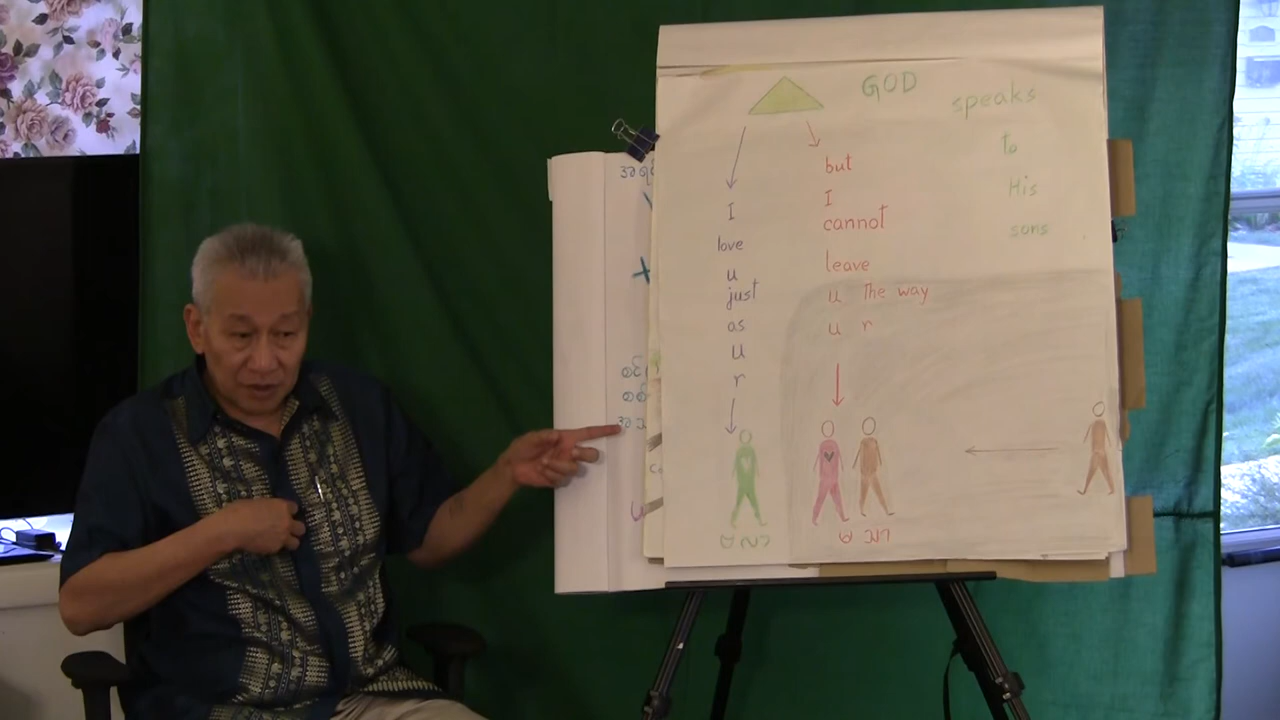 GOD
speaks
to
His
sons
I
love
u
just
as
u
r
but
I
cannot
leave
u The way
u r